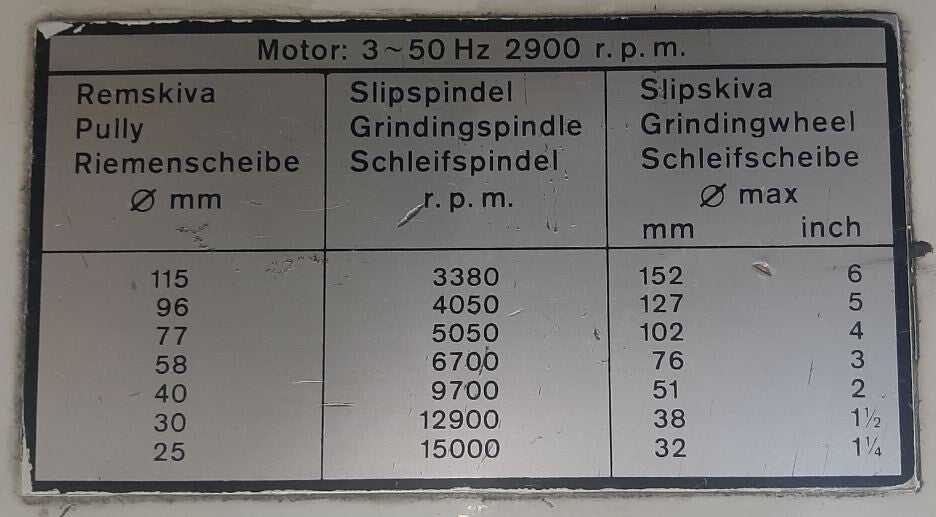 Motor: 3~50 Hz 2900 r.p.m.
Remskiva Slipspindel Slipskiva
Pully Grindingspindle Grindingwheel
Riemenscheibe Schleifspindel Schleifscheibe
Ø mm r.p.m. Ø max
mm inch
115 3380 152 6
96 4050 127 5
77 5050 102 4
58 6700 76 3
40 9700 51 2
30 12900 38 1½
25 15000 32 1¼